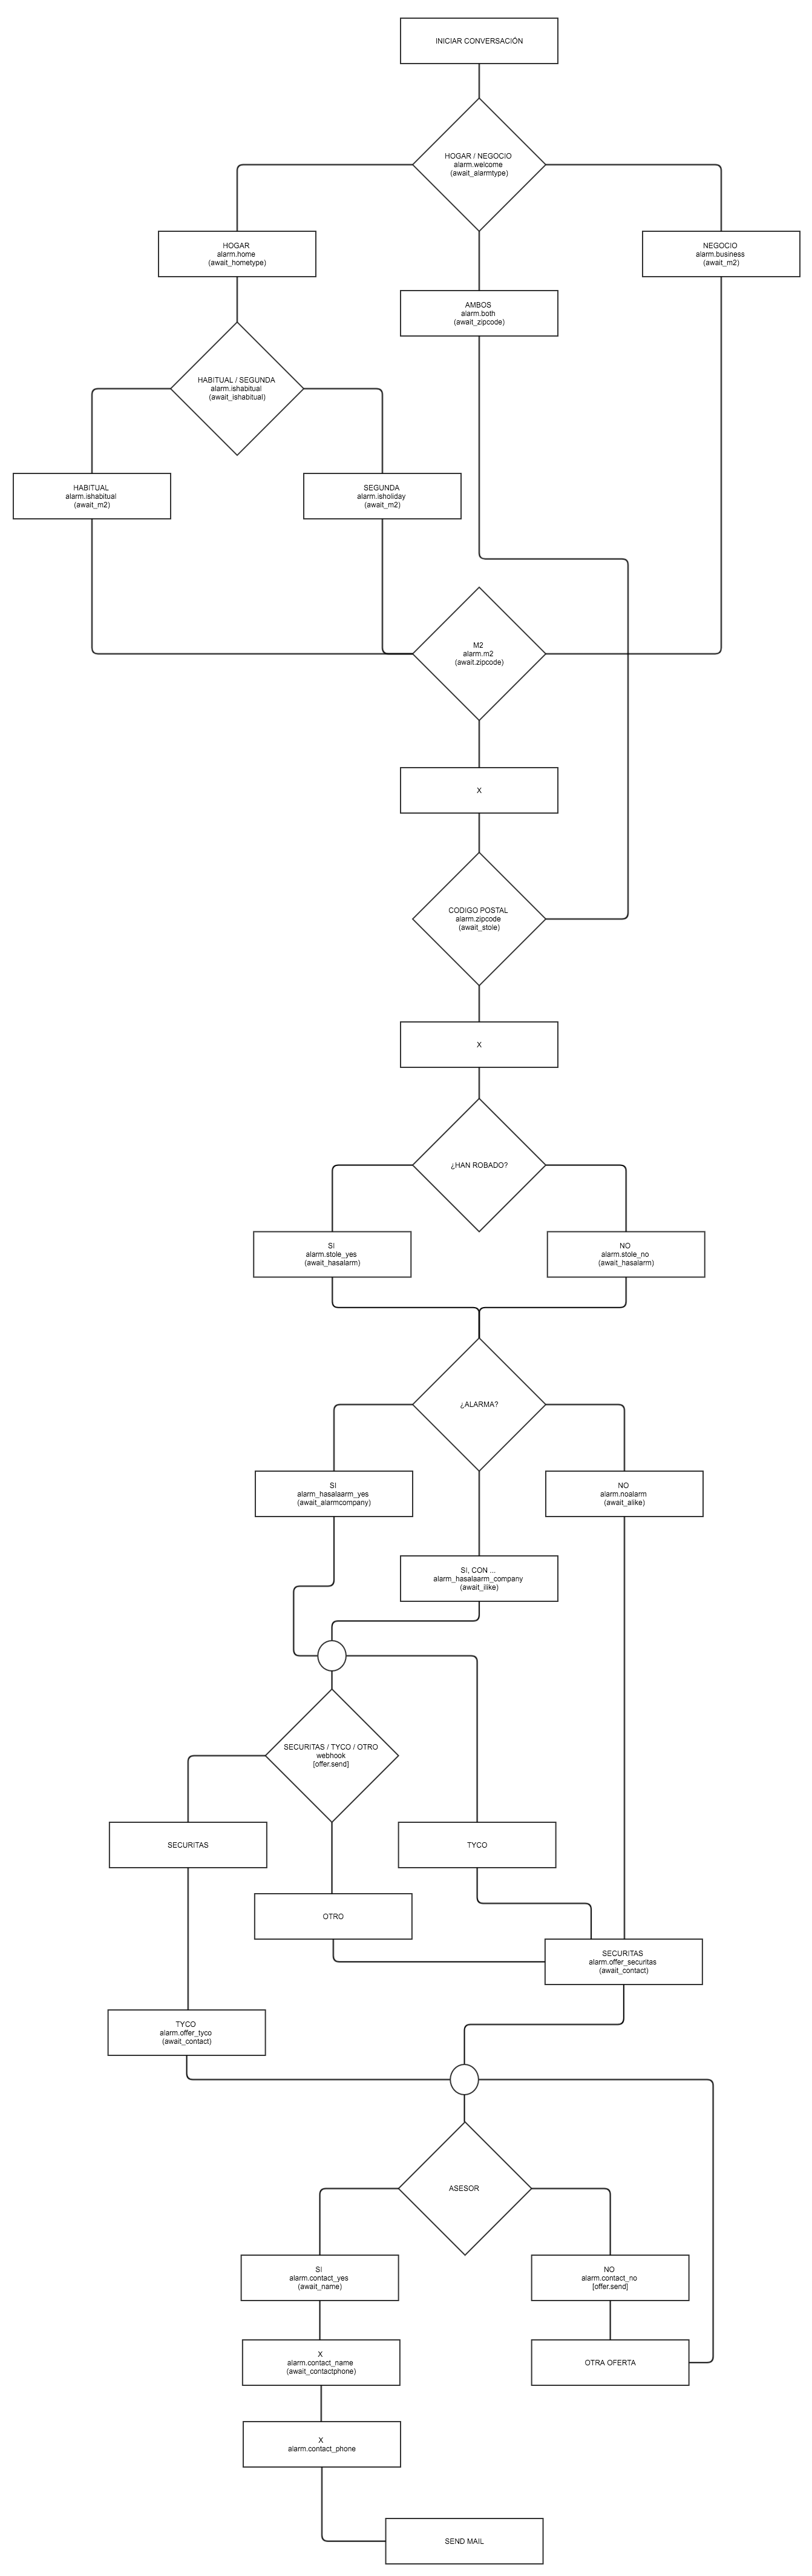 INICIAR CONVERSACIÓN
HOGAR / NEGOCIO
alarm.welcome
(await_alarmtype)
HOGAR
alarm.home
(await_hometype)
NEGOCIO
alarm.business
(await_m2)
AMBOS
alarm.both
(await_zipcode)
HABITUAL / SEGUNDA
alarm.ishabitual
(await_ishabitual)
HABITUAL
alarm.ishabitual
(await_m2)
SEGUNDA
alarm.isholiday
(await_m2)
M2
alarm.m2
(await.zipcode)
X
CODIGO POSTAL
alarm.zipcode
(await_stole)
X
¿HAN ROBADO?
SI
alarm.stole_yes
(await_hasalarm)
NO
alarm.stole_no
(await_hasalarm)
¿ALARMA?
SI
alarm_hasalaarm_yes
(await_alarmcompany)
NO
alarm.noalarm
(await_alike)
SI, CON ...
alarm_hasalaarm_company
(await_ilike)
SECURITAS / TYCO / OTRO
webhook
[offer.send]
SECURITAS
TYCO
OTRO
SECURITAS
alarm.offer_securitas
(await_contact)
TYCO
alarm.offer_tyco
(await_contact)
ASESOR
SI
alarm.contact_yes
(await_name)
NO
alarm.contact_no
[offer.send]
X
alarm.contact_name
(await_contactphone)
OTRA OFERTA
X
alarm.contact_phone
SEND MAIL